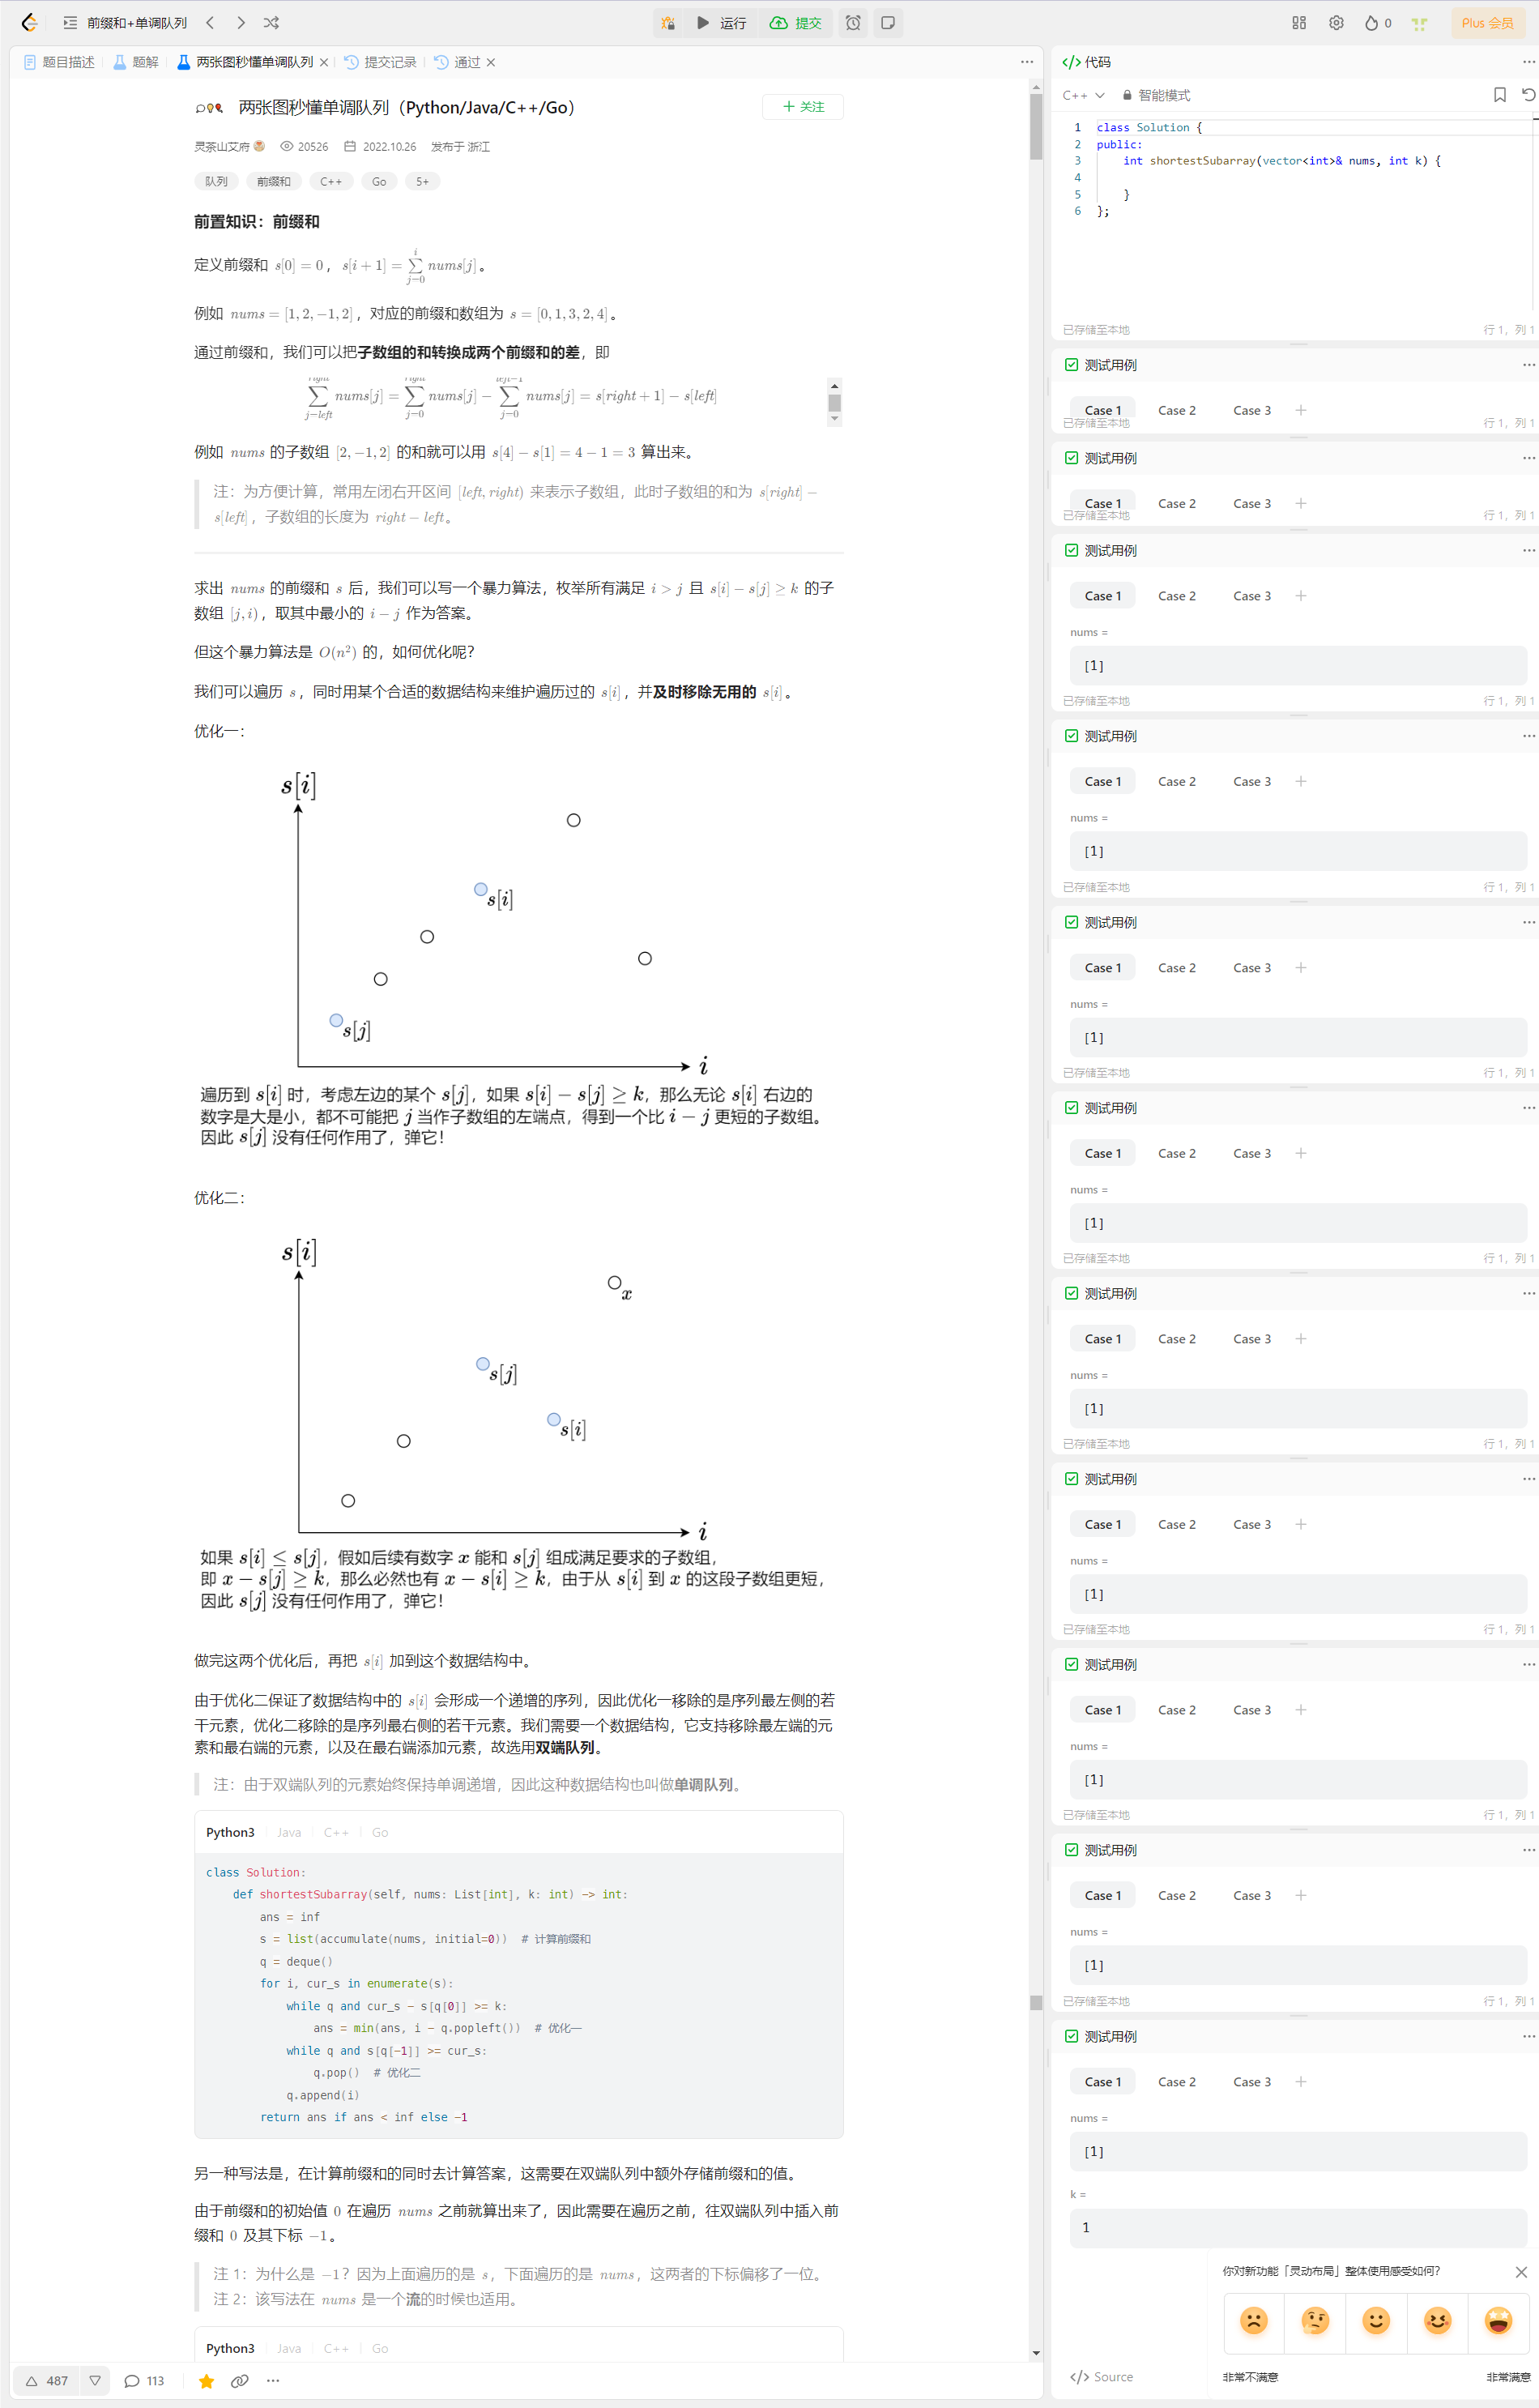 前缀和+单调队列
运行
提交
0
Plus 会员
题目描述
题解
两张图秒懂单调队列
提交记录
通过
两张图秒懂单调队列（Python/Java/C++/Go）
关注
灵茶山艾府
20526
2022.10.26
发布于 浙江
队列
前缀和
C++
Go
5+
前置知识：前缀和
定义前缀和 s[0] = 0，s[i + 1] = ∑_{j=0}^{i} nums[j]。
例如 nums = [1, 2, −1, 2]，对应的前缀和数组为 s = [0, 1, 3, 2, 4]。
通过前缀和，我们可以把子数组的和转换成两个前缀和的差，即
∑_{j=left}^{right} nums[j] = ∑_{j=0}^{right} nums[j] − ∑_{j=0}^{left−1} nums[j] = s[right + 1] − s[left]
例如 nums 的子数组 [2, −1, 2] 的和就可以用 s[4] − s[1] = 4 − 1 = 3 算出来。
注：为方便计算，常用左闭右开区间 [left, right) 来表示子数组，此时子数组的和为 s[right] −
s[left]，子数组的长度为 right − left。
求出 nums 的前缀和 s 后，我们可以写一个暴力算法，枚举所有满足 i > j 且 s[i] − s[j] ≥ k 的子
数组 [j, i)，取其中最小的 i − j 作为答案。
但这个暴力算法是 O(n²) 的，如何优化呢？
我们可以遍历 s，同时用某个合适的数据结构来维护遍历过的 s[i]，并及时移除无用的 s[i]。
优化一：
s[i]
s[i]
s[j]
i
遍历到 s[i] 时，考虑左边的某个 s[j]，如果 s[i] − s[j] ≥ k，那么无论 s[i] 右边的
数字是大是小，都不可能把 j 当作子数组的左端点，得到一个比 i − j 更短的子数组。
因此 s[j] 没有任何作用了，弹它！
优化二：
s[i]
x
s[j]
s[i]
i
如果 s[i] ≤ s[j]，假如后续有数字 x 能和 s[j] 组成满足要求的子数组，
即 x − s[j] ≥ k，那么必然也有 x − s[i] ≥ k，由于从 s[i] 到 x 的这段子数组更短，
因此 s[j] 没有任何作用了，弹它！
做完这两个优化后，再把 s[i] 加到这个数据结构中。
由于优化二保证了数据结构中的 s[i] 会形成一个递增的序列，因此优化一移除的是序列最左侧的若
干元素，优化二移除的是序列最右侧的若干元素。我们需要一个数据结构，它支持移除最左端的元
素和最右端的元素，以及在最右端添加元素，故选用双端队列。
注：由于双端队列的元素始终保持单调递增，因此这种数据结构也叫做单调队列。
Python3
Java
C++
Go
class Solution:
def shortestSubarray(self, nums: List[int], k: int) -> int:
ans = inf
s = list(accumulate(nums, initial=0))  # 计算前缀和
q = deque()
for i, cur_s in enumerate(s):
while q and cur_s - s[q[0]] >= k:
ans = min(ans, i - q.popleft())  # 优化一
while q and s[q[-1]] >= cur_s:
q.pop()  # 优化二
q.append(i)
return ans if ans < inf else -1
另一种写法是，在计算前缀和的同时去计算答案，这需要在双端队列中额外存储前缀和的值。
由于前缀和的初始值 0 在遍历 nums 之前就算出来了，因此需要在遍历之前，往双端队列中插入前
缀和 0 及其下标 −1。
注 1：为什么是 −1？因为上面遍历的是 s，下面遍历的是 nums，这两者的下标偏移了一位。
注 2：该写法在 nums 是一个流的时候也适用。
Python3
Java
C++
Go
487
113
代码
C++
智能模式
1 class Solution {
2 public:
3 int shortestSubarray(vector<int>& nums, int k) {
4
5 }
6 };
已存储至本地
行 1，列 1
测试用例
Case 1
Case 2
Case 3
已存储至本地
行 1，列 1
测试用例
Case 1
Case 2
Case 3
已存储至本地
行 1，列 1
测试用例
Case 1
Case 2
Case 3
nums =
[1]
已存储至本地
行 1，列 1
测试用例
Case 1
Case 2
Case 3
nums =
[1]
已存储至本地
行 1，列 1
测试用例
Case 1
Case 2
Case 3
nums =
[1]
已存储至本地
行 1，列 1
测试用例
Case 1
Case 2
Case 3
nums =
[1]
已存储至本地
行 1，列 1
测试用例
Case 1
Case 2
Case 3
nums =
[1]
已存储至本地
行 1，列 1
测试用例
Case 1
Case 2
Case 3
nums =
[1]
已存储至本地
行 1，列 1
测试用例
Case 1
Case 2
Case 3
nums =
[1]
已存储至本地
行 1，列 1
测试用例
Case 1
Case 2
Case 3
nums =
[1]
已存储至本地
行 1，列 1
测试用例
Case 1
Case 2
Case 3
nums =
[1]
k =
1
你对新功能「灵动布局」整体使用感受如何？
非常不满意
非常满意
Source